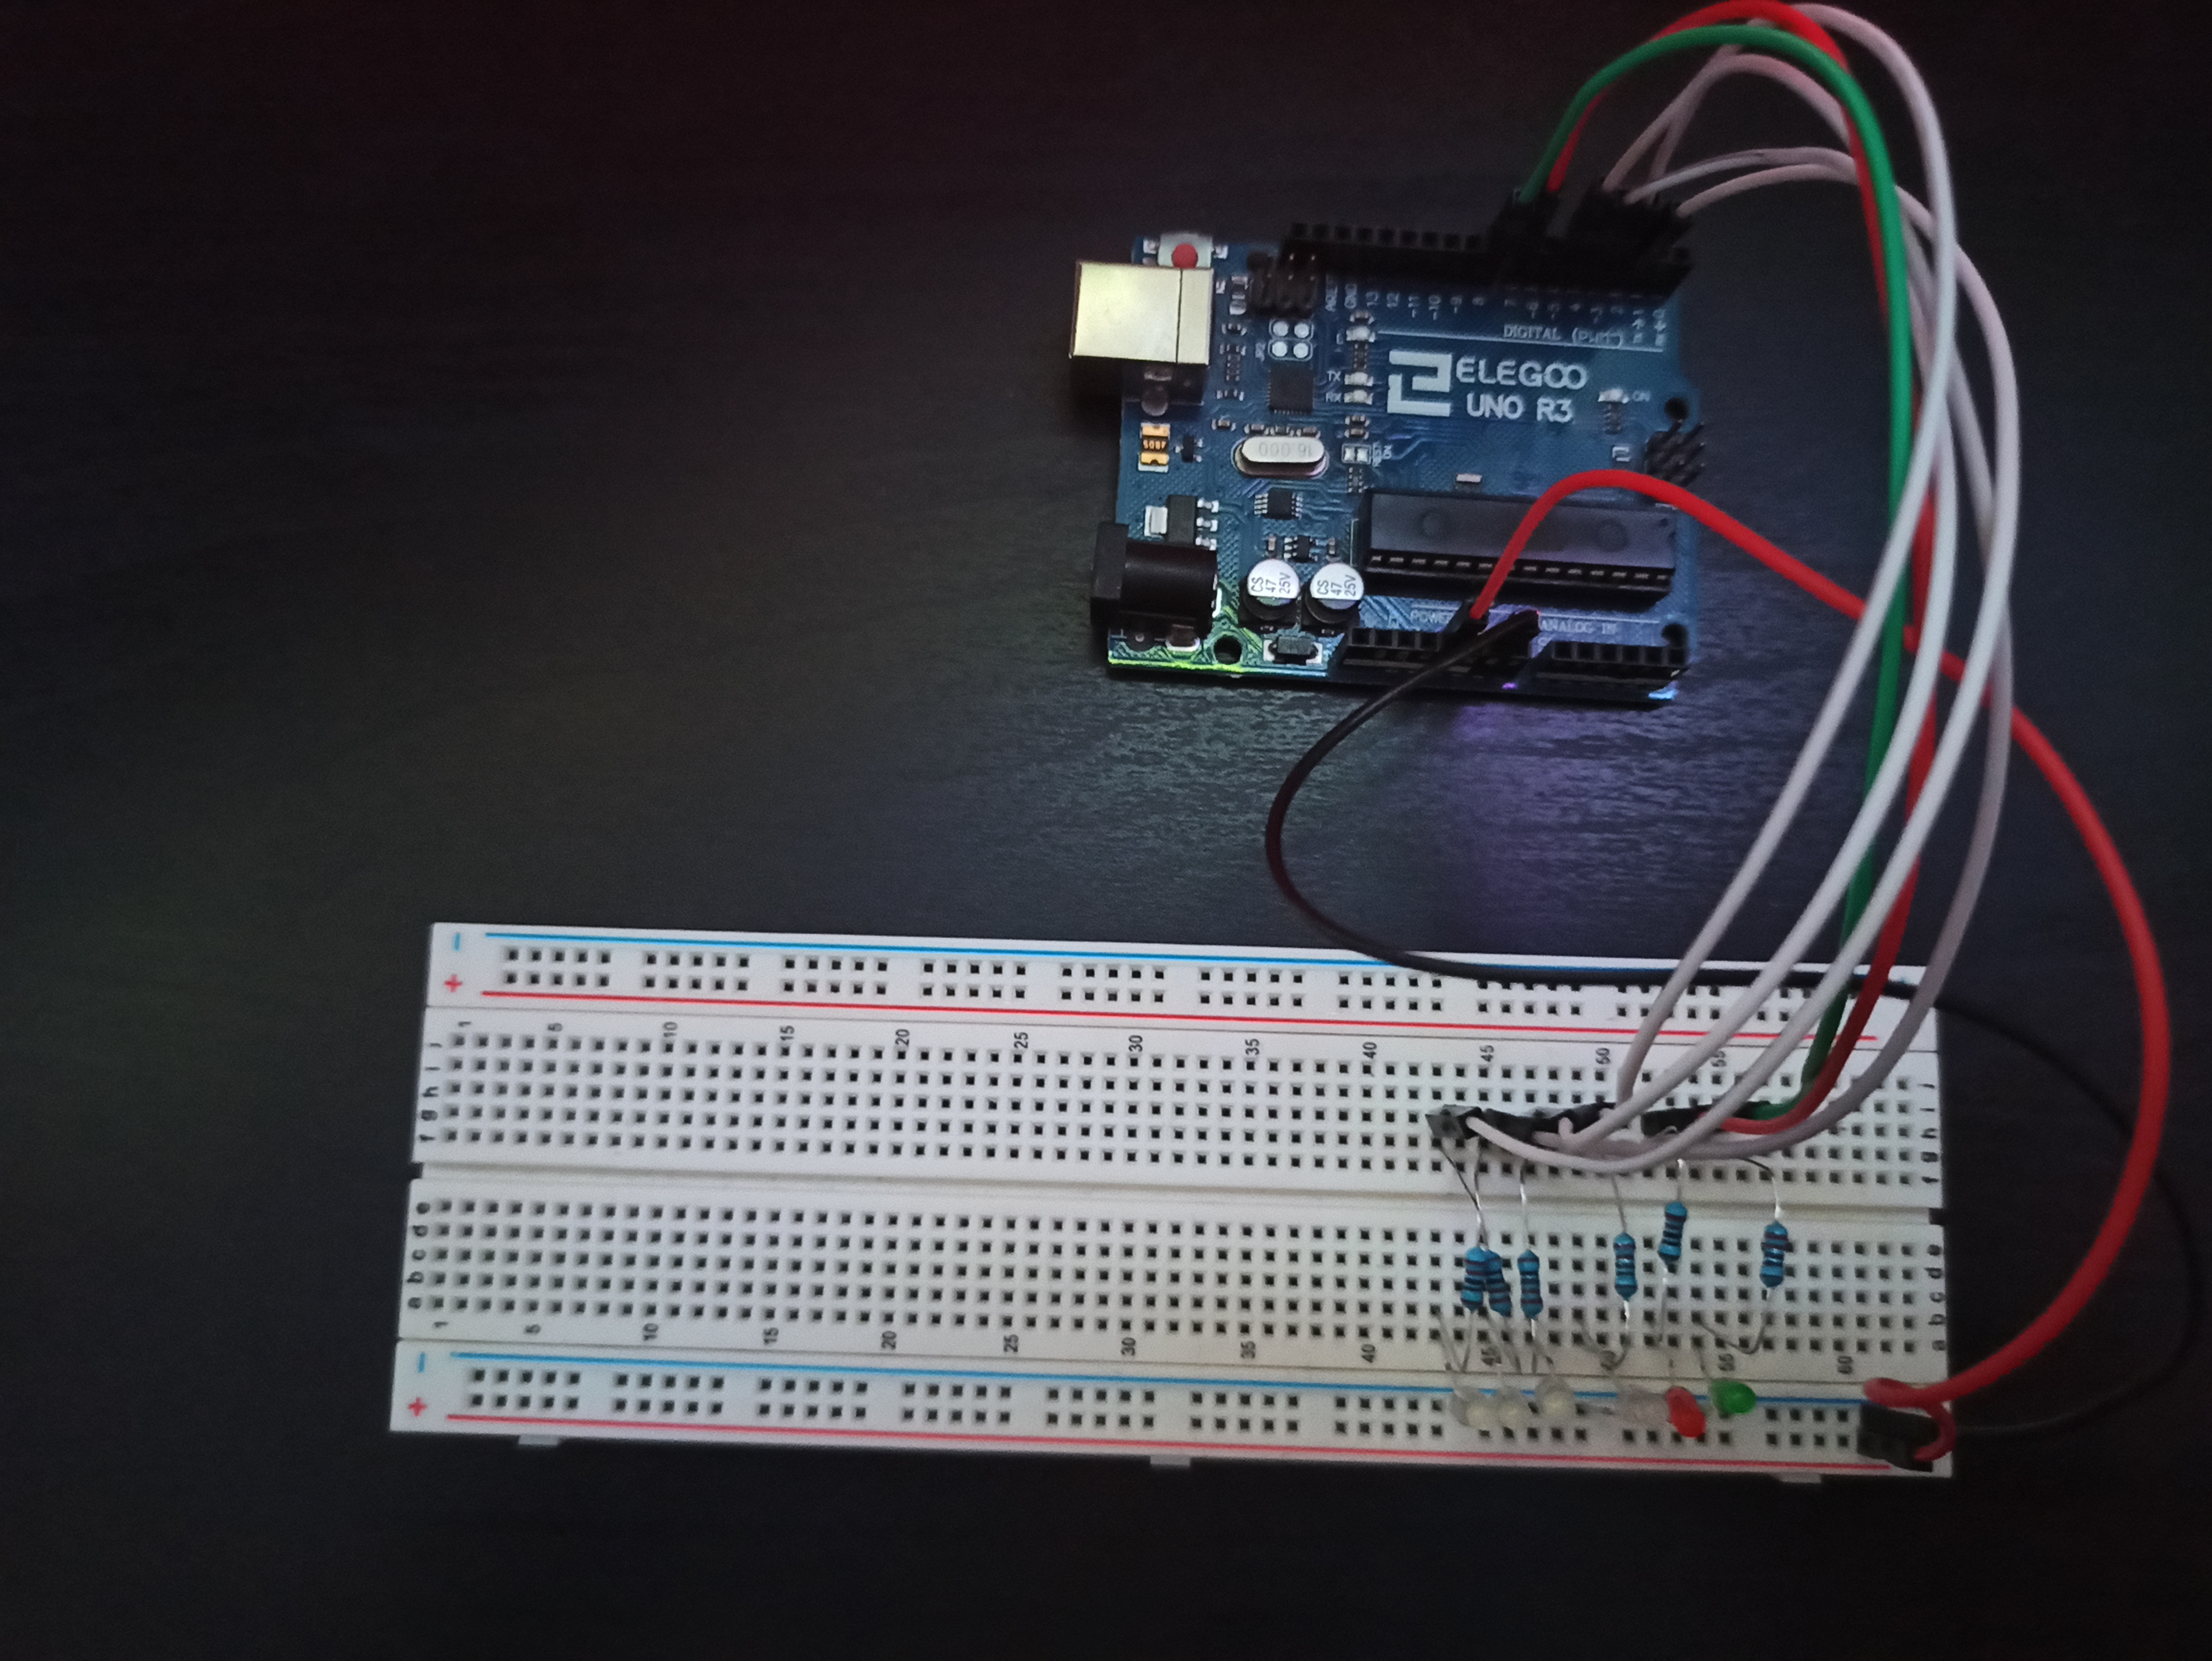 + −
a b c d e
f g h i j
+ −
1
1
5
5
10
10
15
15
20
20
25
25
30
30
35
35
40
40
45
45
50
55
55
60
a b c d e
f g h i j
CS
47
25V
CS
47
25V
16.000
TX
RX
L
ON
AREF
GND
13
12
~11
~10
~9
8
DIGITAL (PWM~)
ELEGOO
UNO R3
POWER
ANALOG IN